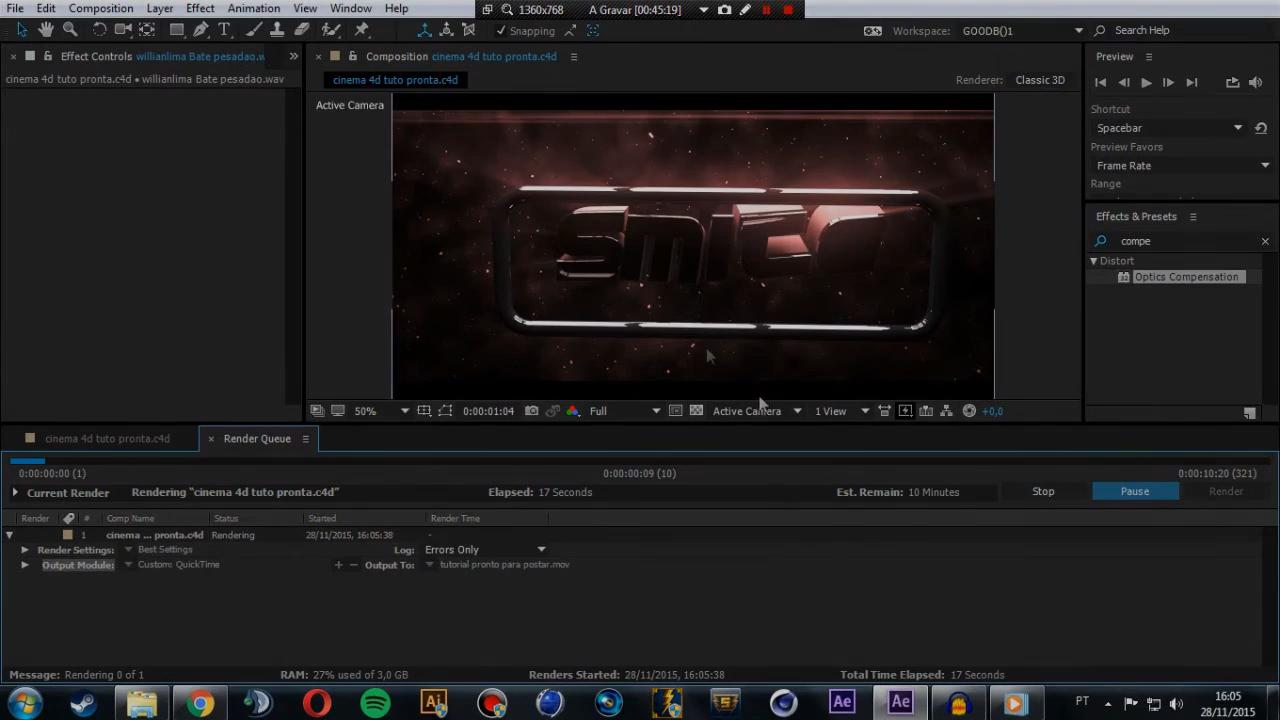 File Edit Composition Layer Effect Animation View Window Help
1360x768 A Gravar [00:45:19]
Snapping
Workspace: GOODB()1
Search Help
Effect Controls willianlima Bate pesadao.w
Composition cinema 4d tuto pronta.c4d
Preview
cinema 4d tuto pronta.c4d • willianlima Bate pesadao.wav
cinema 4d tuto pronta.c4d
Renderer: Classic 3D
Active Camera
Shortcut
Spacebar
Preview Favors
Frame Rate
Range
Effects & Presets
compe
Distort
32 Optics Compensation
50% 0:00:01:04 Full Active Camera 1 View +0,0
cinema 4d tuto pronta.c4d Render Queue
0:00:00:00 (1) 0:00:00:09 (10) 0:00:10:20 (321)
Current Render Rendering "cinema 4d tuto pronta.c4d" Elapsed: 17 Seconds Est. Remain: 10 Minutes Stop Pause Render
Render # Comp Name Status Started Render Time
1 cinema ... pronta.c4d Rendering 28/11/2015, 16:05:38 -
Render Settings: Best Settings Log: Errors Only
Output Module: Custom: QuickTime + − Output To: tutorial pronto para postar.mov
Message: Rendering 0 of 1 RAM: 27% used of 3,0 GB Renders Started: 28/11/2015, 16:05:38 Total Time Elapsed: 17 Seconds
Ai Ae Ae PT 16:05
28/11/2015